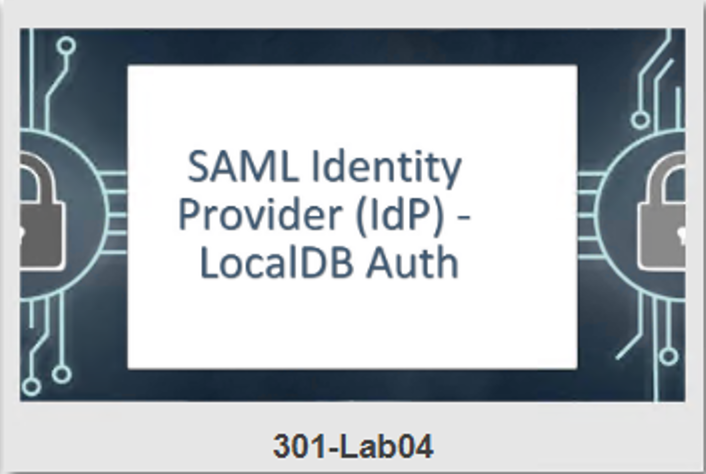 SAML Identity
Provider (IdP) -
LocalDB Auth
301-Lab04